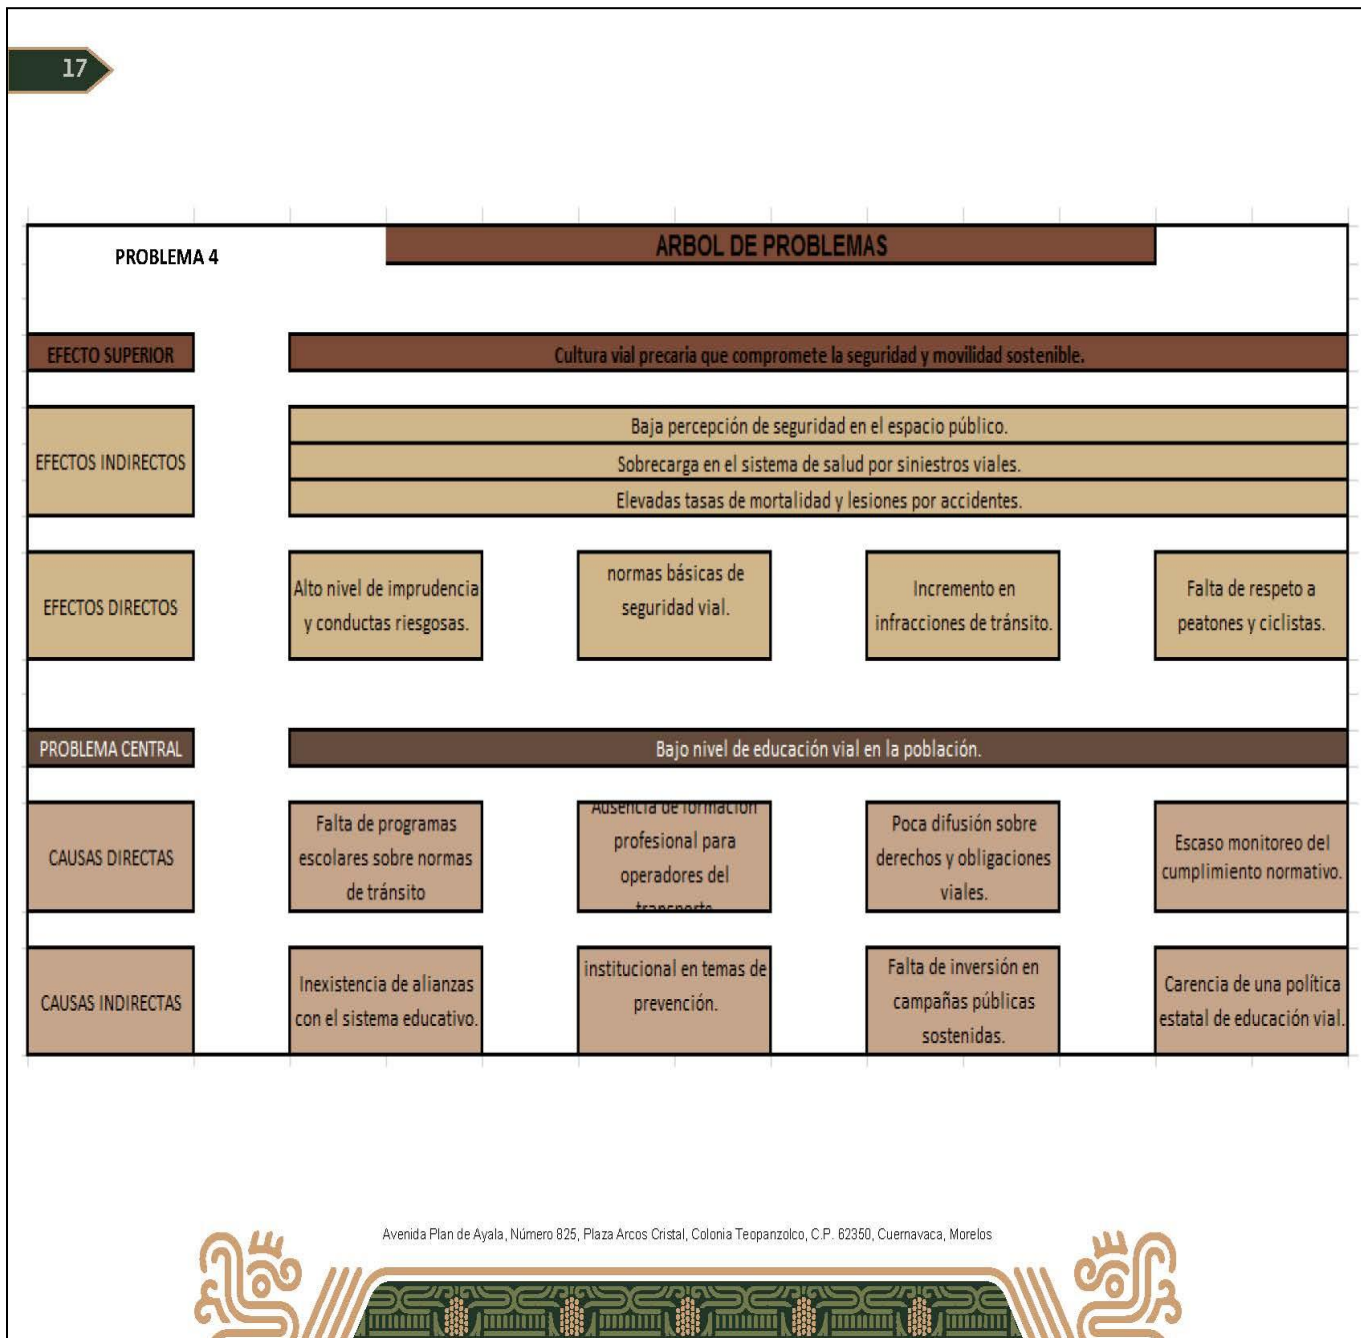 17
PROBLEMA 4
ARBOL DE PROBLEMAS
EFECTO SUPERIOR
Cultura vial precaria que compromete la seguridad y movilidad sostenible.
EFECTOS INDIRECTOS
Baja percepción de seguridad en el espacio público.
Sobrecarga en el sistema de salud por siniestros viales.
Elevadas tasas de mortalidad y lesiones por accidentes.
EFECTOS DIRECTOS
Alto nivel de imprudencia
y conductas riesgosas.
normas básicas de
seguridad vial.
Incremento en
infracciones de tránsito.
Falta de respeto a
peatones y ciclistas.
PROBLEMA CENTRAL
Bajo nivel de educación vial en la población.
CAUSAS DIRECTAS
Falta de programas
escolares sobre normas
de tránsito
Ausencia de formación
profesional para
operadores del
transporte
Poca difusión sobre
derechos y obligaciones
viales.
Escaso monitoreo del
cumplimiento normativo.
CAUSAS INDIRECTAS
Inexistencia de alianzas
con el sistema educativo.
institucional en temas de
prevención.
Falta de inversión en
campañas públicas
sostenidas.
Carencia de una política
estatal de educación vial.
Avenida Plan de Ayala, Número 825, Plaza Arcos Cristal, Colonia Teopanzolco, C.P. 62350, Cuernavaca, Morelos